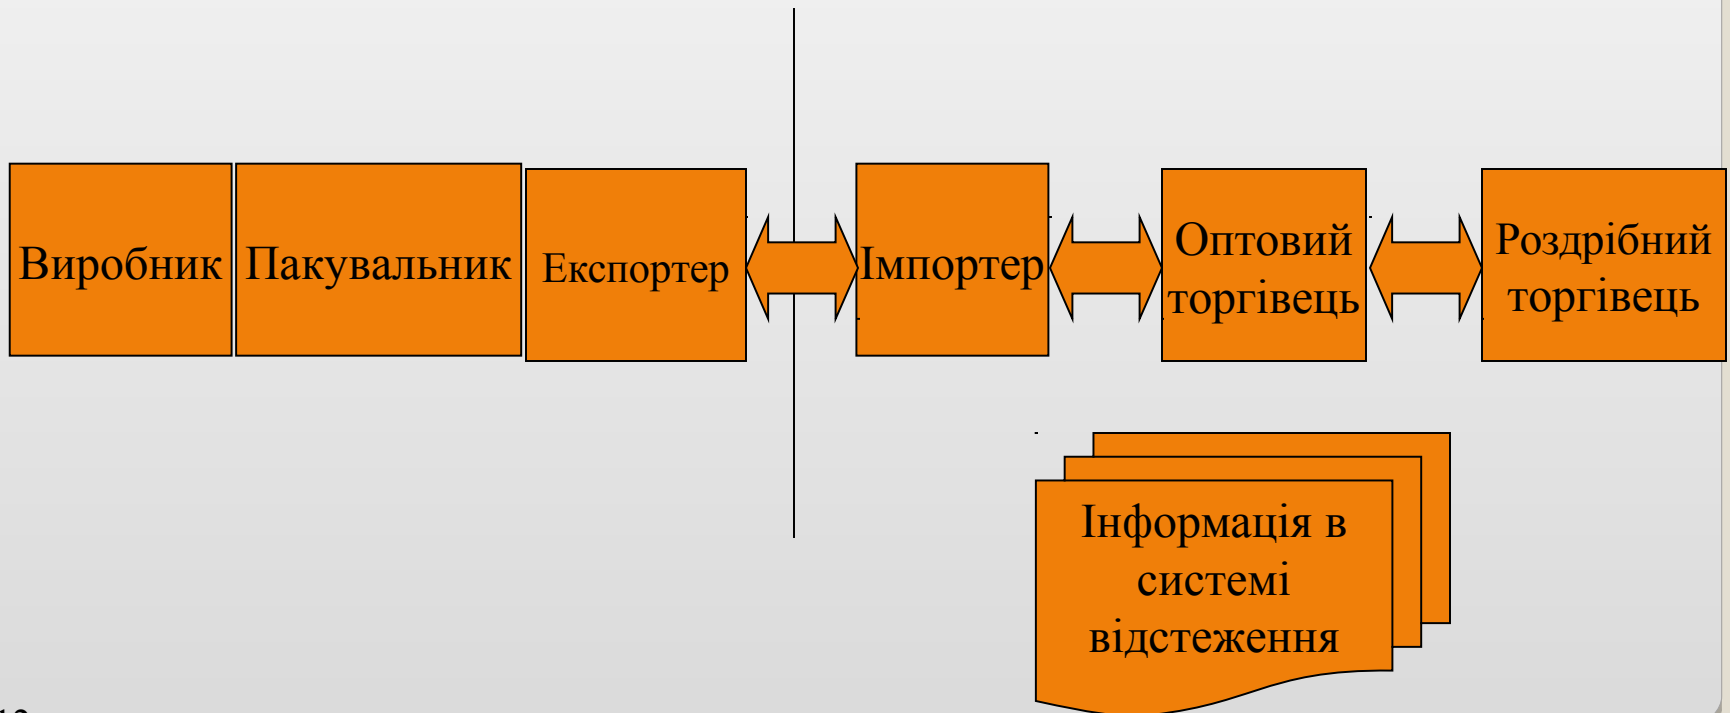 Виробник
Пакувальник
Експортер
Імпортер
Оптовий
торгівець
Роздрібний
торгівець
Інформація в
системі
відстеження